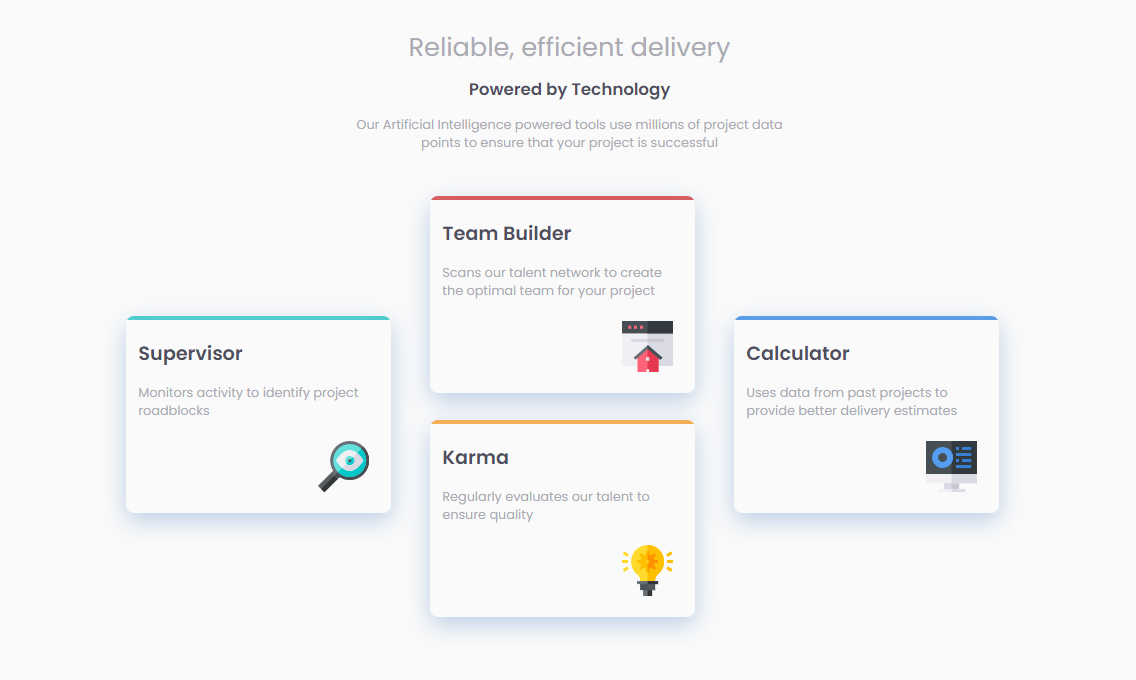 Reliable, efficient delivery
Powered by Technology
Our Artificial Intelligence powered tools use millions of project data
points to ensure that your project is successful
Supervisor
Monitors activity to identify project
roadblocks
Team Builder
Scans our talent network to create
the optimal team for your project
Karma
Regularly evaluates our talent to
ensure quality
Calculator
Uses data from past projects to
provide better delivery estimates